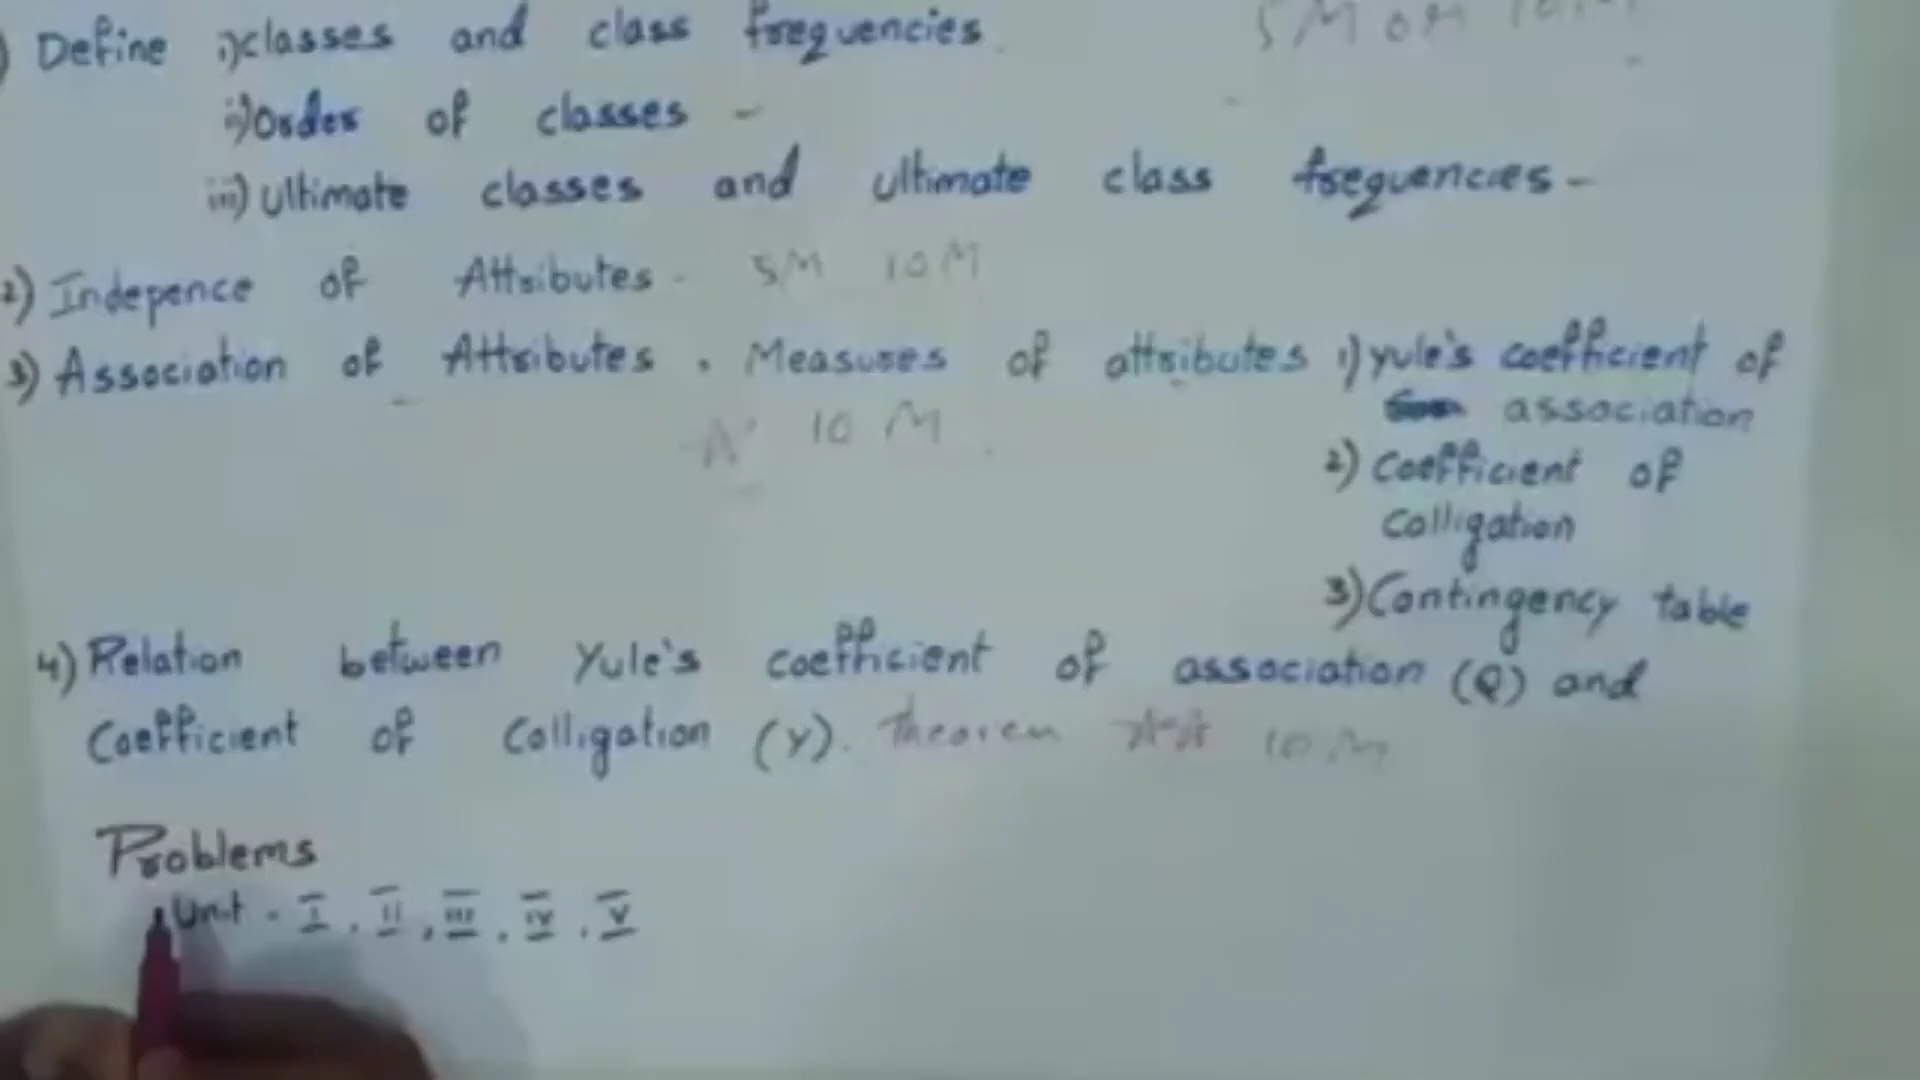 ) Define i) classes and class frequencies. 5M or 10M
ii) Order of classes -
iii) ultimate classes and ultimate class frequencies -
2) Indepence of Attributes - 5M 10M
3) Association of Attributes . Measures of attributes 1) yule's coefficient of
association
10 M
2) Coefficient of
Colligation
3) Contingency table
4) Relation between Yule's coefficient of association (Q) and
Coefficient of Colligation (Y). Theorem 10 M
Problems
Unit - I, II, III, IV, V